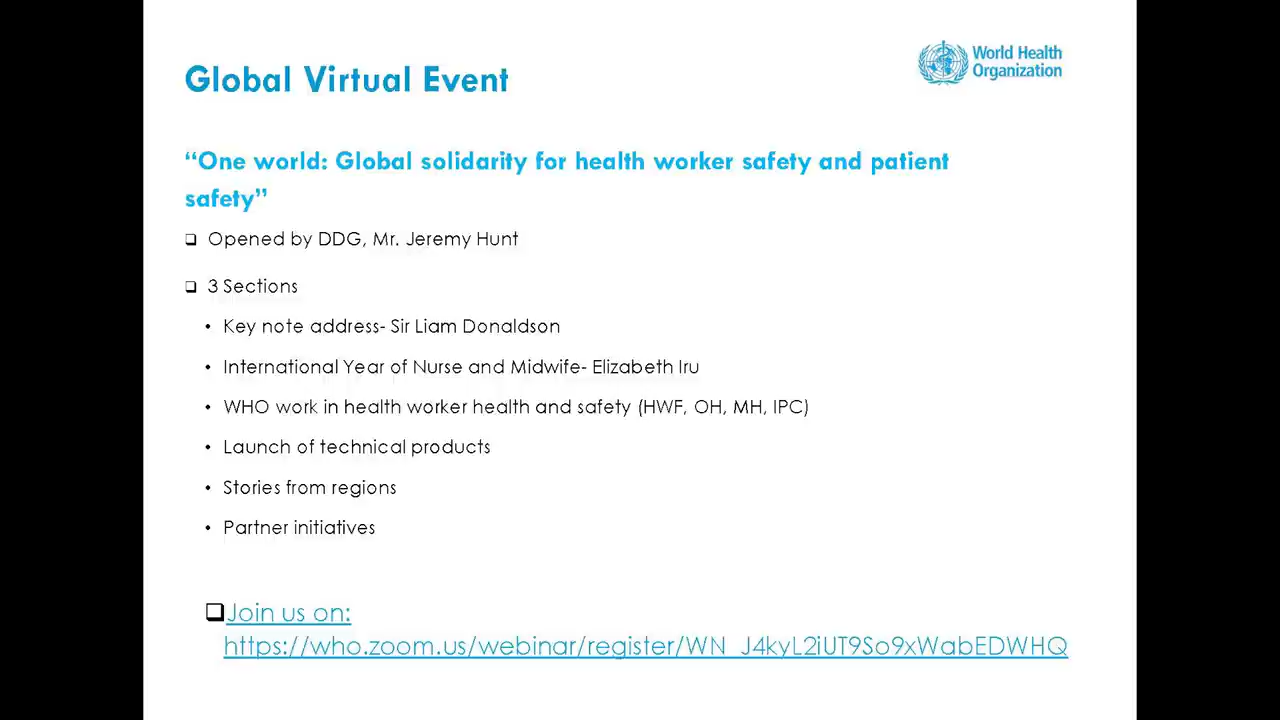 World Health
Organization
Global Virtual Event
“One world: Global solidarity for health worker safety and patient
safety”
❑ Opened by DDG, Mr. Jeremy Hunt
❑ 3 Sections
• Key note address- Sir Liam Donaldson
• International Year of Nurse and Midwife- Elizabeth Iru
• WHO work in health worker health and safety (HWF, OH, MH, IPC)
• Launch of technical products
• Stories from regions
• Partner initiatives
❑ Join us on:
https://who.zoom.us/webinar/register/WN_J4kyL2iUT9So9xWabEDWHQ